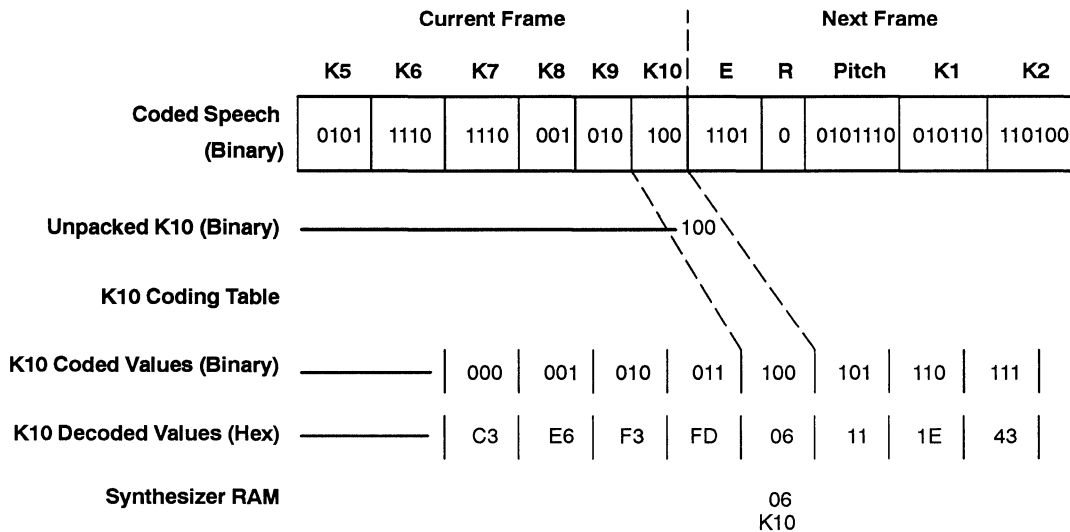 Current Frame Next Frame
K5 K6 K7 K8 K9 K10 E R Pitch K1 K2
Coded Speech
(Binary)
0101 1110 1110 001 010 100 1101 0 0101110 010110 110100
Unpacked K10 (Binary) 100
K10 Coding Table
K10 Coded Values (Binary) 000 001 010 011 100 101 110 111
K10 Decoded Values (Hex) C3 E6 F3 FD 06 11 1E 43
Synthesizer RAM 06
K10